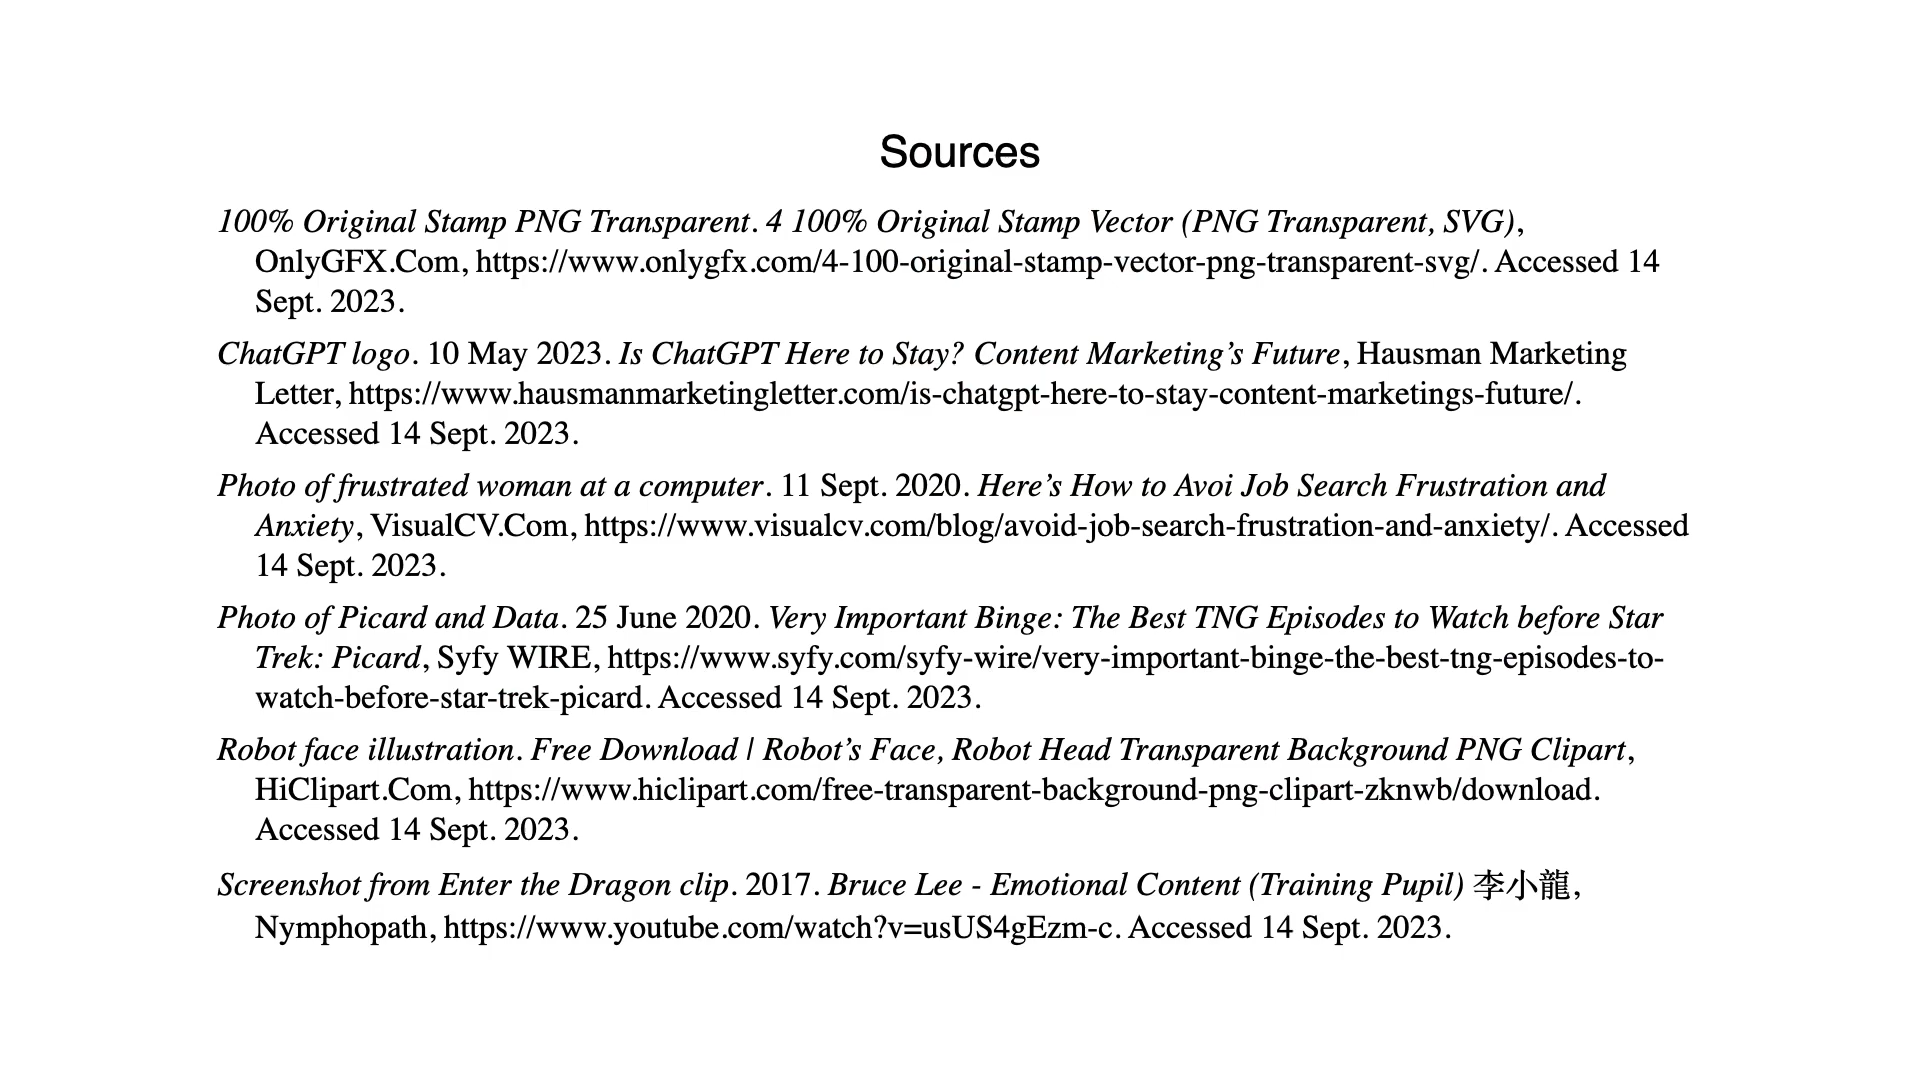 Sources
100% Original Stamp PNG Transparent. 4 100% Original Stamp Vector (PNG Transparent, SVG),
OnlyGFX.Com, https://www.onlygfx.com/4-100-original-stamp-vector-png-transparent-svg/. Accessed 14
Sept. 2023.
ChatGPT logo. 10 May 2023. Is ChatGPT Here to Stay? Content Marketing’s Future, Hausman Marketing
Letter, https://www.hausmanmarketingletter.com/is-chatgpt-here-to-stay-content-marketings-future/.
Accessed 14 Sept. 2023.
Photo of frustrated woman at a computer. 11 Sept. 2020. Here’s How to Avoi Job Search Frustration and
Anxiety, VisualCV.Com, https://www.visualcv.com/blog/avoid-job-search-frustration-and-anxiety/. Accessed
14 Sept. 2023.
Photo of Picard and Data. 25 June 2020. Very Important Binge: The Best TNG Episodes to Watch before Star
Trek: Picard, Syfy WIRE, https://www.syfy.com/syfy-wire/very-important-binge-the-best-tng-episodes-to-
watch-before-star-trek-picard. Accessed 14 Sept. 2023.
Robot face illustration. Free Download | Robot’s Face, Robot Head Transparent Background PNG Clipart,
HiClipart.Com, https://www.hiclipart.com/free-transparent-background-png-clipart-zknwb/download.
Accessed 14 Sept. 2023.
Screenshot from Enter the Dragon clip. 2017. Bruce Lee - Emotional Content (Training Pupil) 李小龍,
Nymphopath, https://www.youtube.com/watch?v=usUS4gEzm-c. Accessed 14 Sept. 2023.